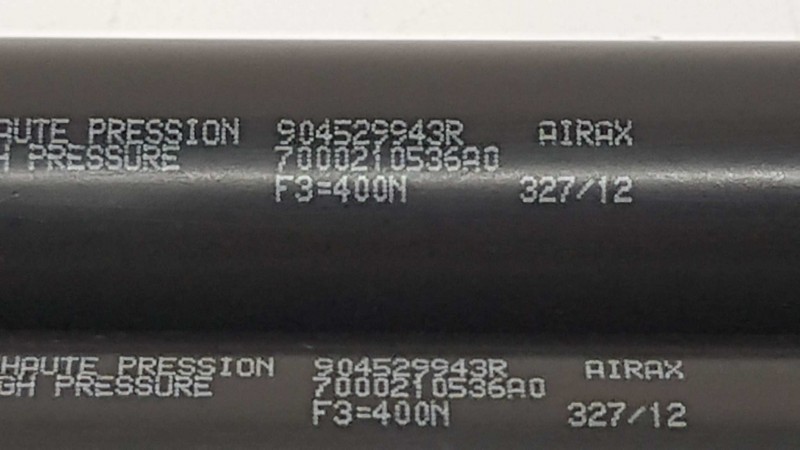 HAUTE PRESSION 904529943R AIRAX
H PRESSURE 7000210536A0
F3=400N 327/12
HAUTE PRESSION 904529943R AIRAX
GH PRESSURE 7000210536A0
F3=400N 327/12